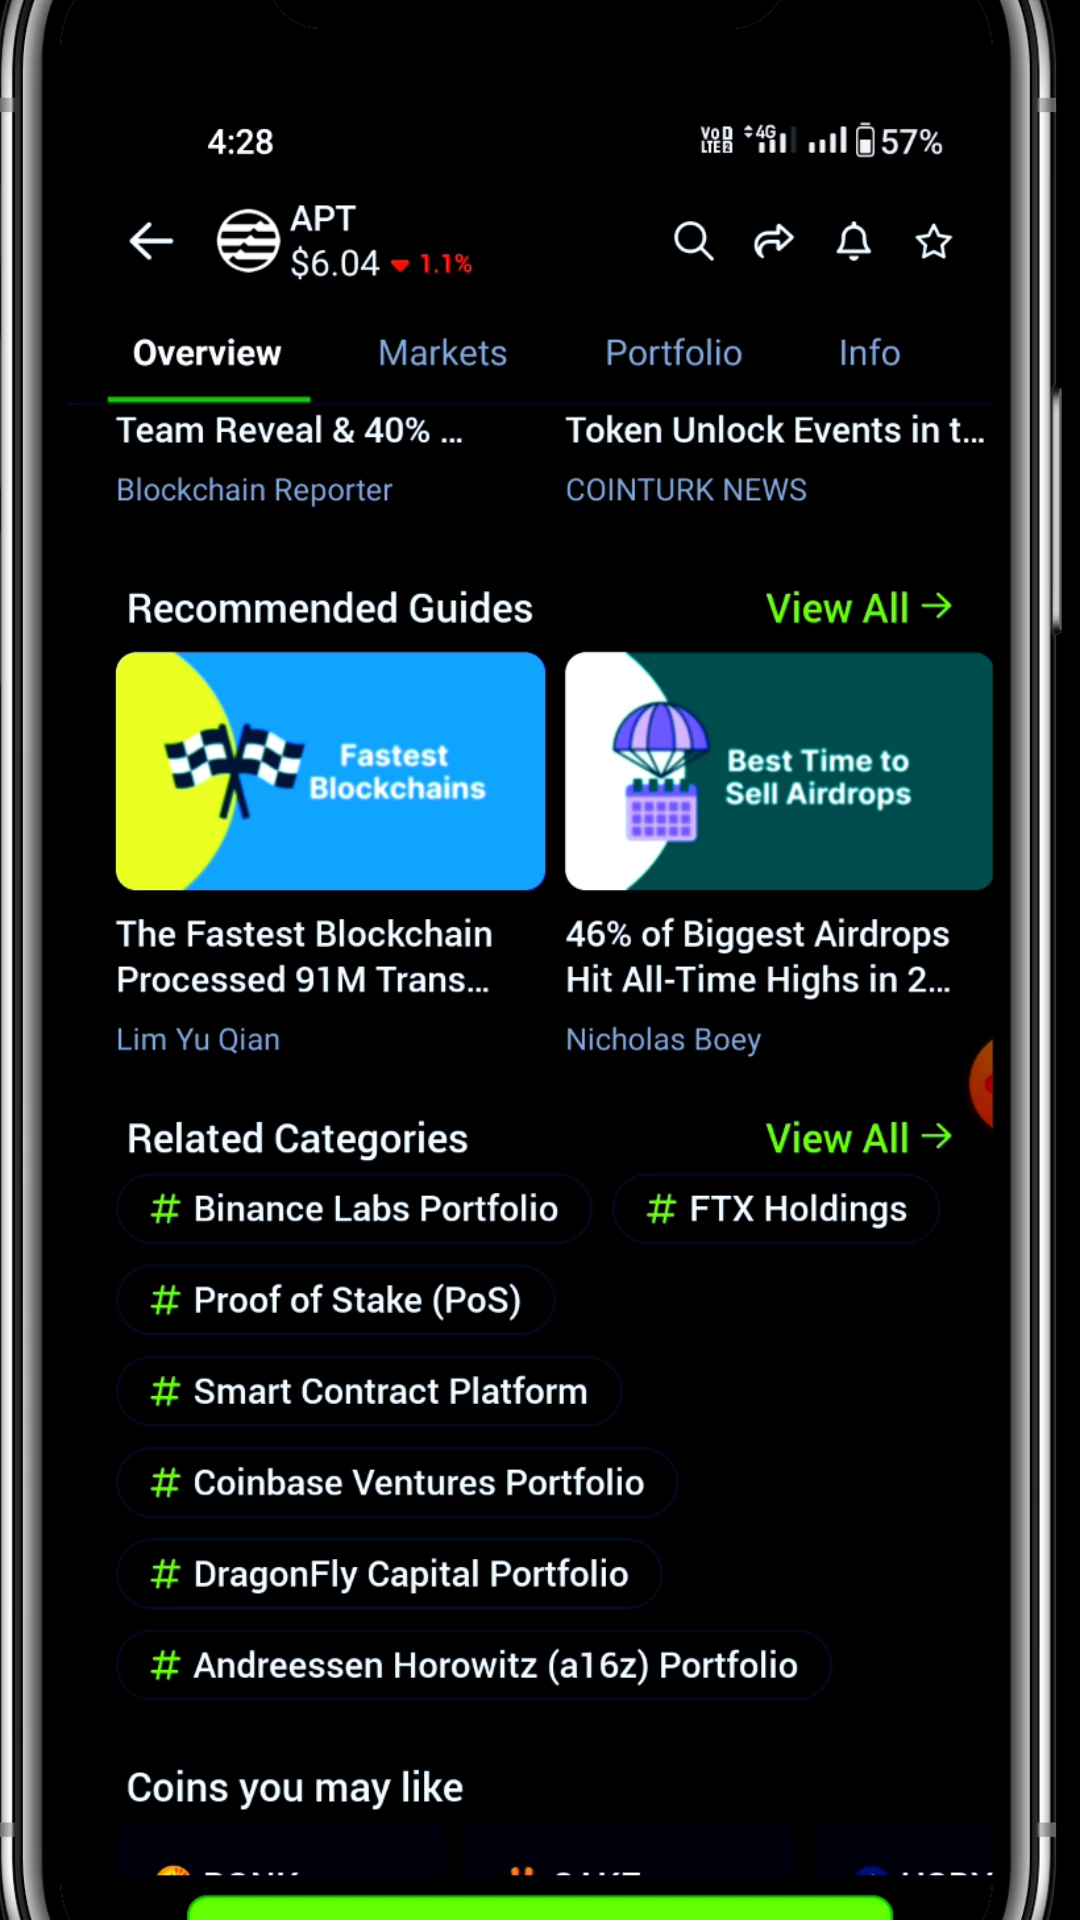 4:28
VoD LTE 2 4G 57%
APT
$6.04 1.1%
Overview Markets Portfolio Info
Team Reveal & 40% ...
Token Unlock Events in t...
Blockchain Reporter
COINTURK NEWS
Recommended Guides
View All →
Fastest
Blockchains
Best Time to
Sell Airdrops
The Fastest Blockchain
Processed 91M Trans...
46% of Biggest Airdrops
Hit All-Time Highs in 2...
Lim Yu Qian
Nicholas Boey
Related Categories
View All →
# Binance Labs Portfolio
# FTX Holdings
# Proof of Stake (PoS)
# Smart Contract Platform
# Coinbase Ventures Portfolio
# DragonFly Capital Portfolio
# Andreessen Horowitz (a16z) Portfolio
Coins you may like